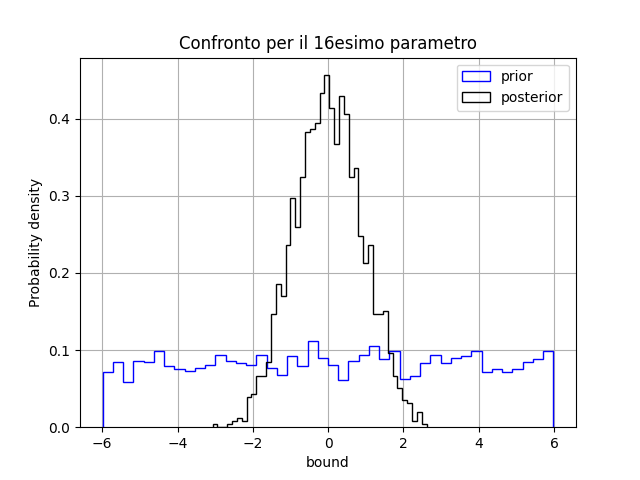 Confronto per il 16esimo parametro
prior
posterior
Probability density
0.4
0.3
0.2
0.1
0.0
−6
−4
−2
0
2
4
6
bound